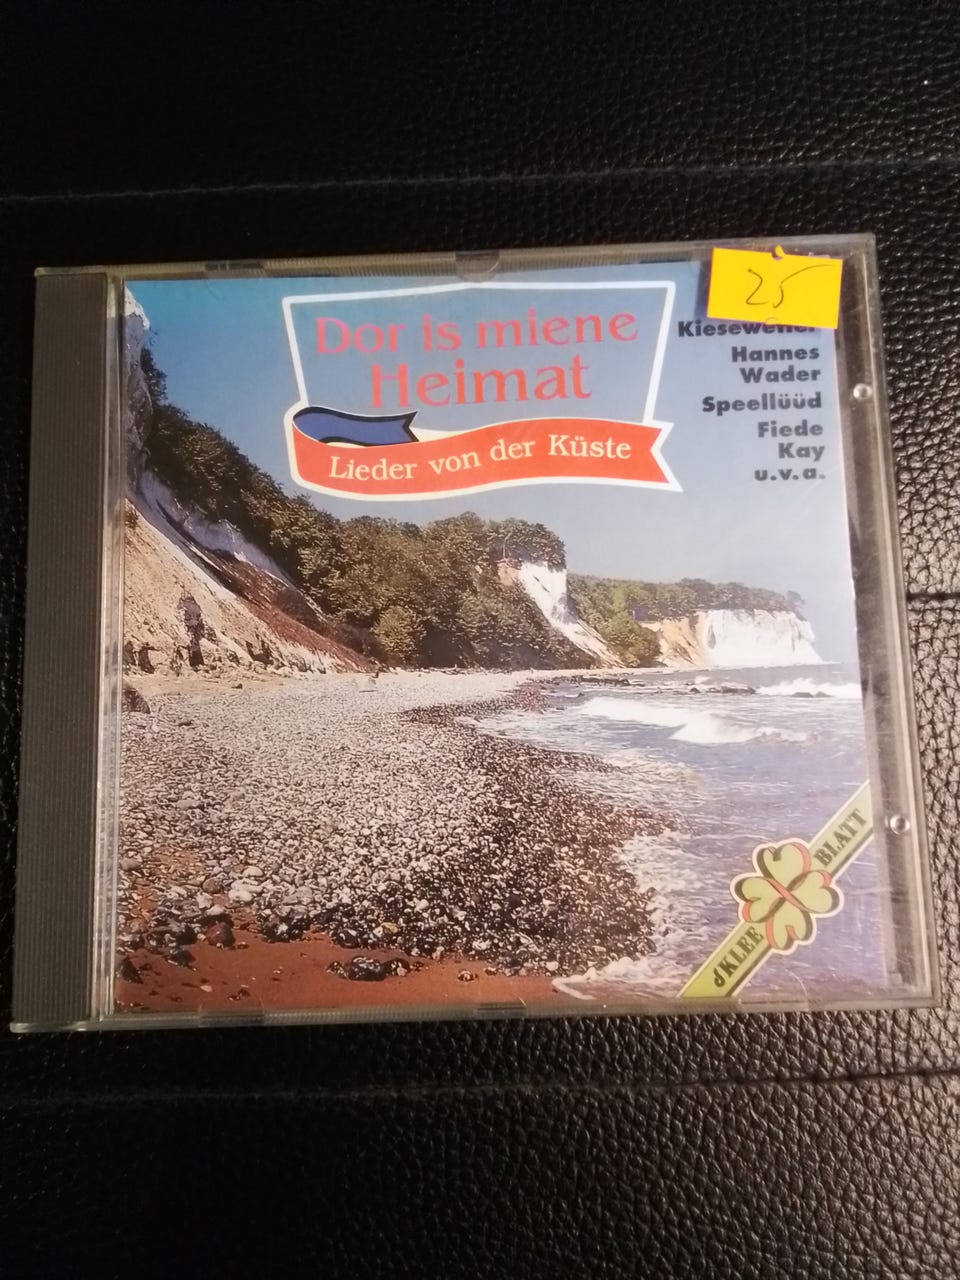 Dor is miene
Heimat
Lieder von der Küste
25
Hannes
Wader
Speellüüd
Fiede
Kay
u.v.a.
KLEE BLATT